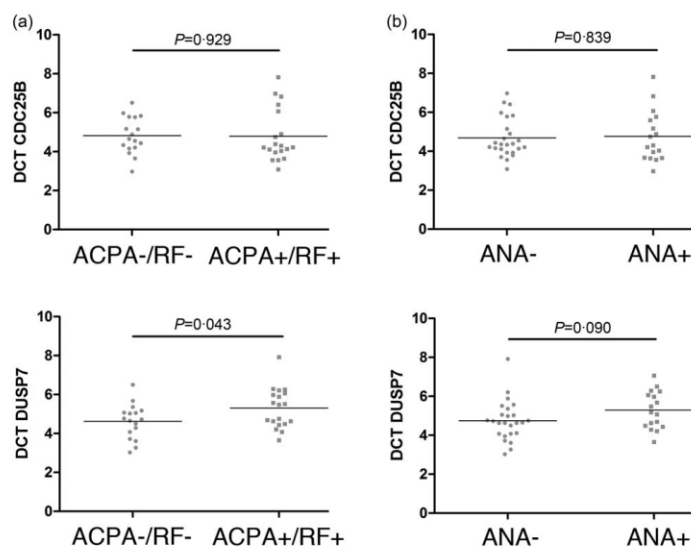 (a)
P=0·929
DCT CDC25B
10
8
6
4
2
0
ACPA-/RF-
ACPA+/RF+
(b)
P=0·839
DCT CDC25B
10
8
6
4
2
0
ANA-
ANA+
P=0·043
DCT DUSP7
10
8
6
4
2
0
ACPA-/RF-
ACPA+/RF+
P=0·090
DCT DUSP7
10
8
6
4
2
0
ANA-
ANA+